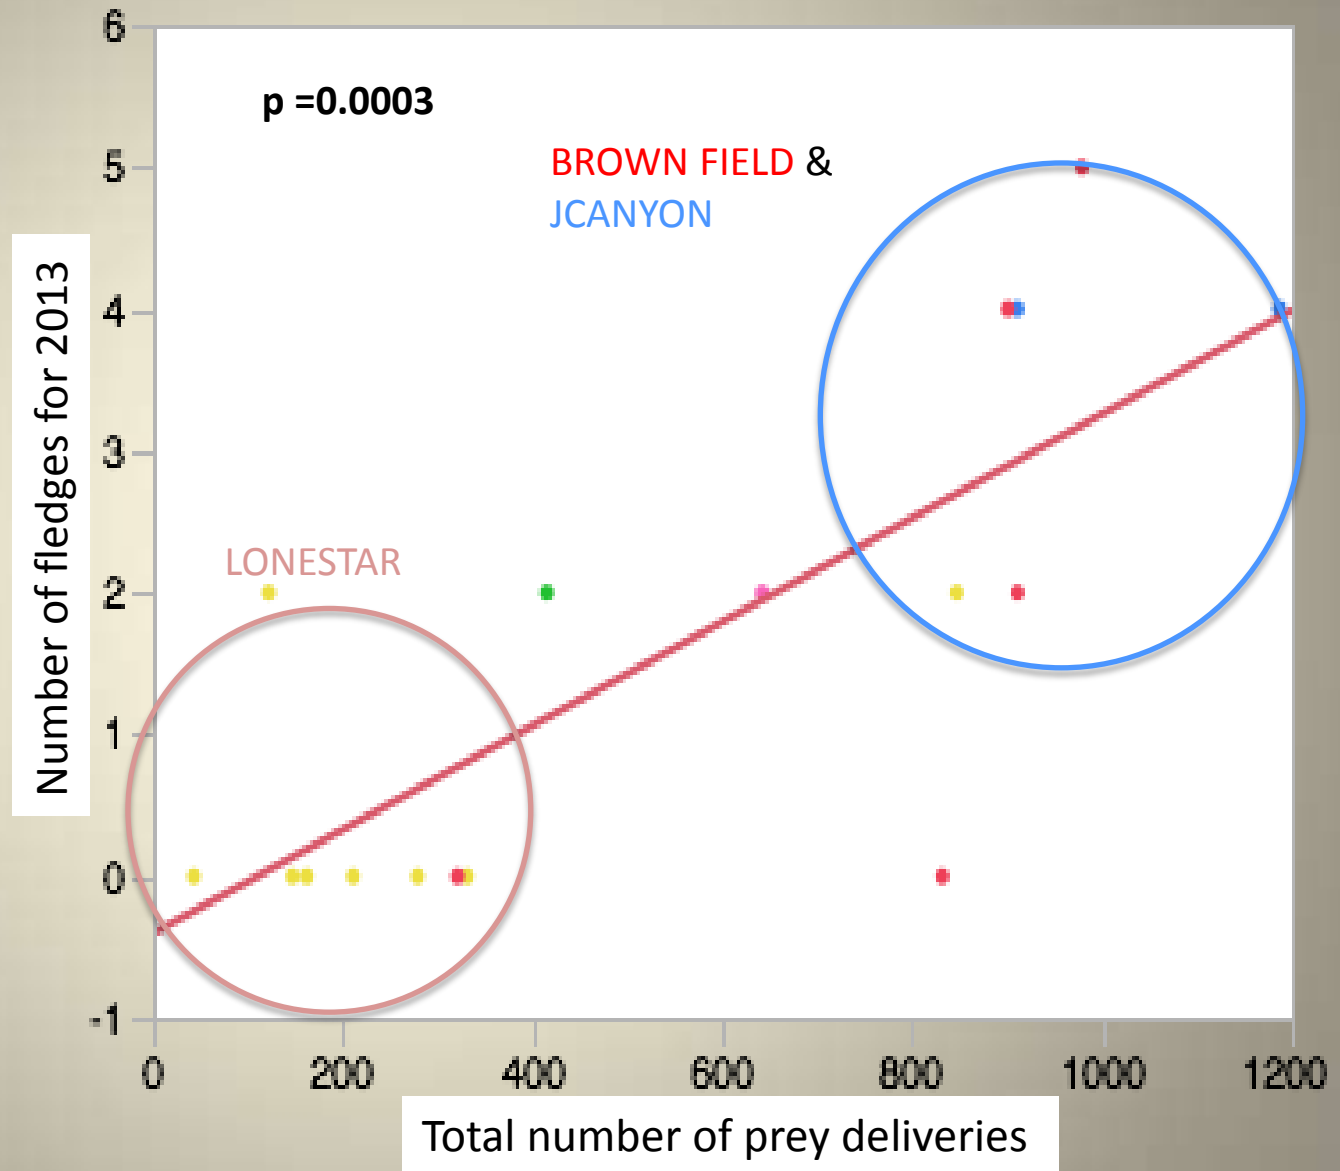 6
p =0.0003
5
BROWN FIELD &
JCANYON
4
Number of fledges for 2013
3
LONESTAR
2
1
0
-1
0 200 400 600 800 1000 1200
Total number of prey deliveries